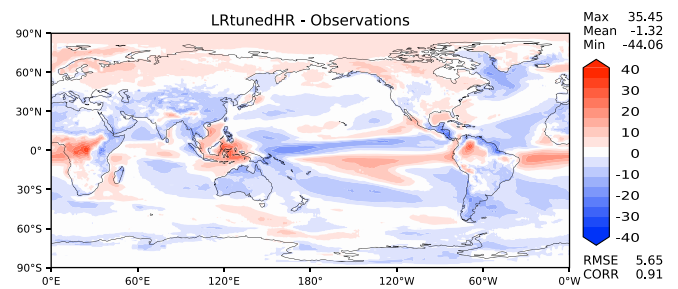 LRtunedHR - Observations
Max 35.45
Mean -1.32
Min -44.06
90°N
60°N
30°N
0°
30°S
60°S
90°S
0°E 60°E 120°E 180° 120°W 60°W 0°W
40
30
20
10
0
-10
-20
-30
-40
RMSE 5.65
CORR 0.91